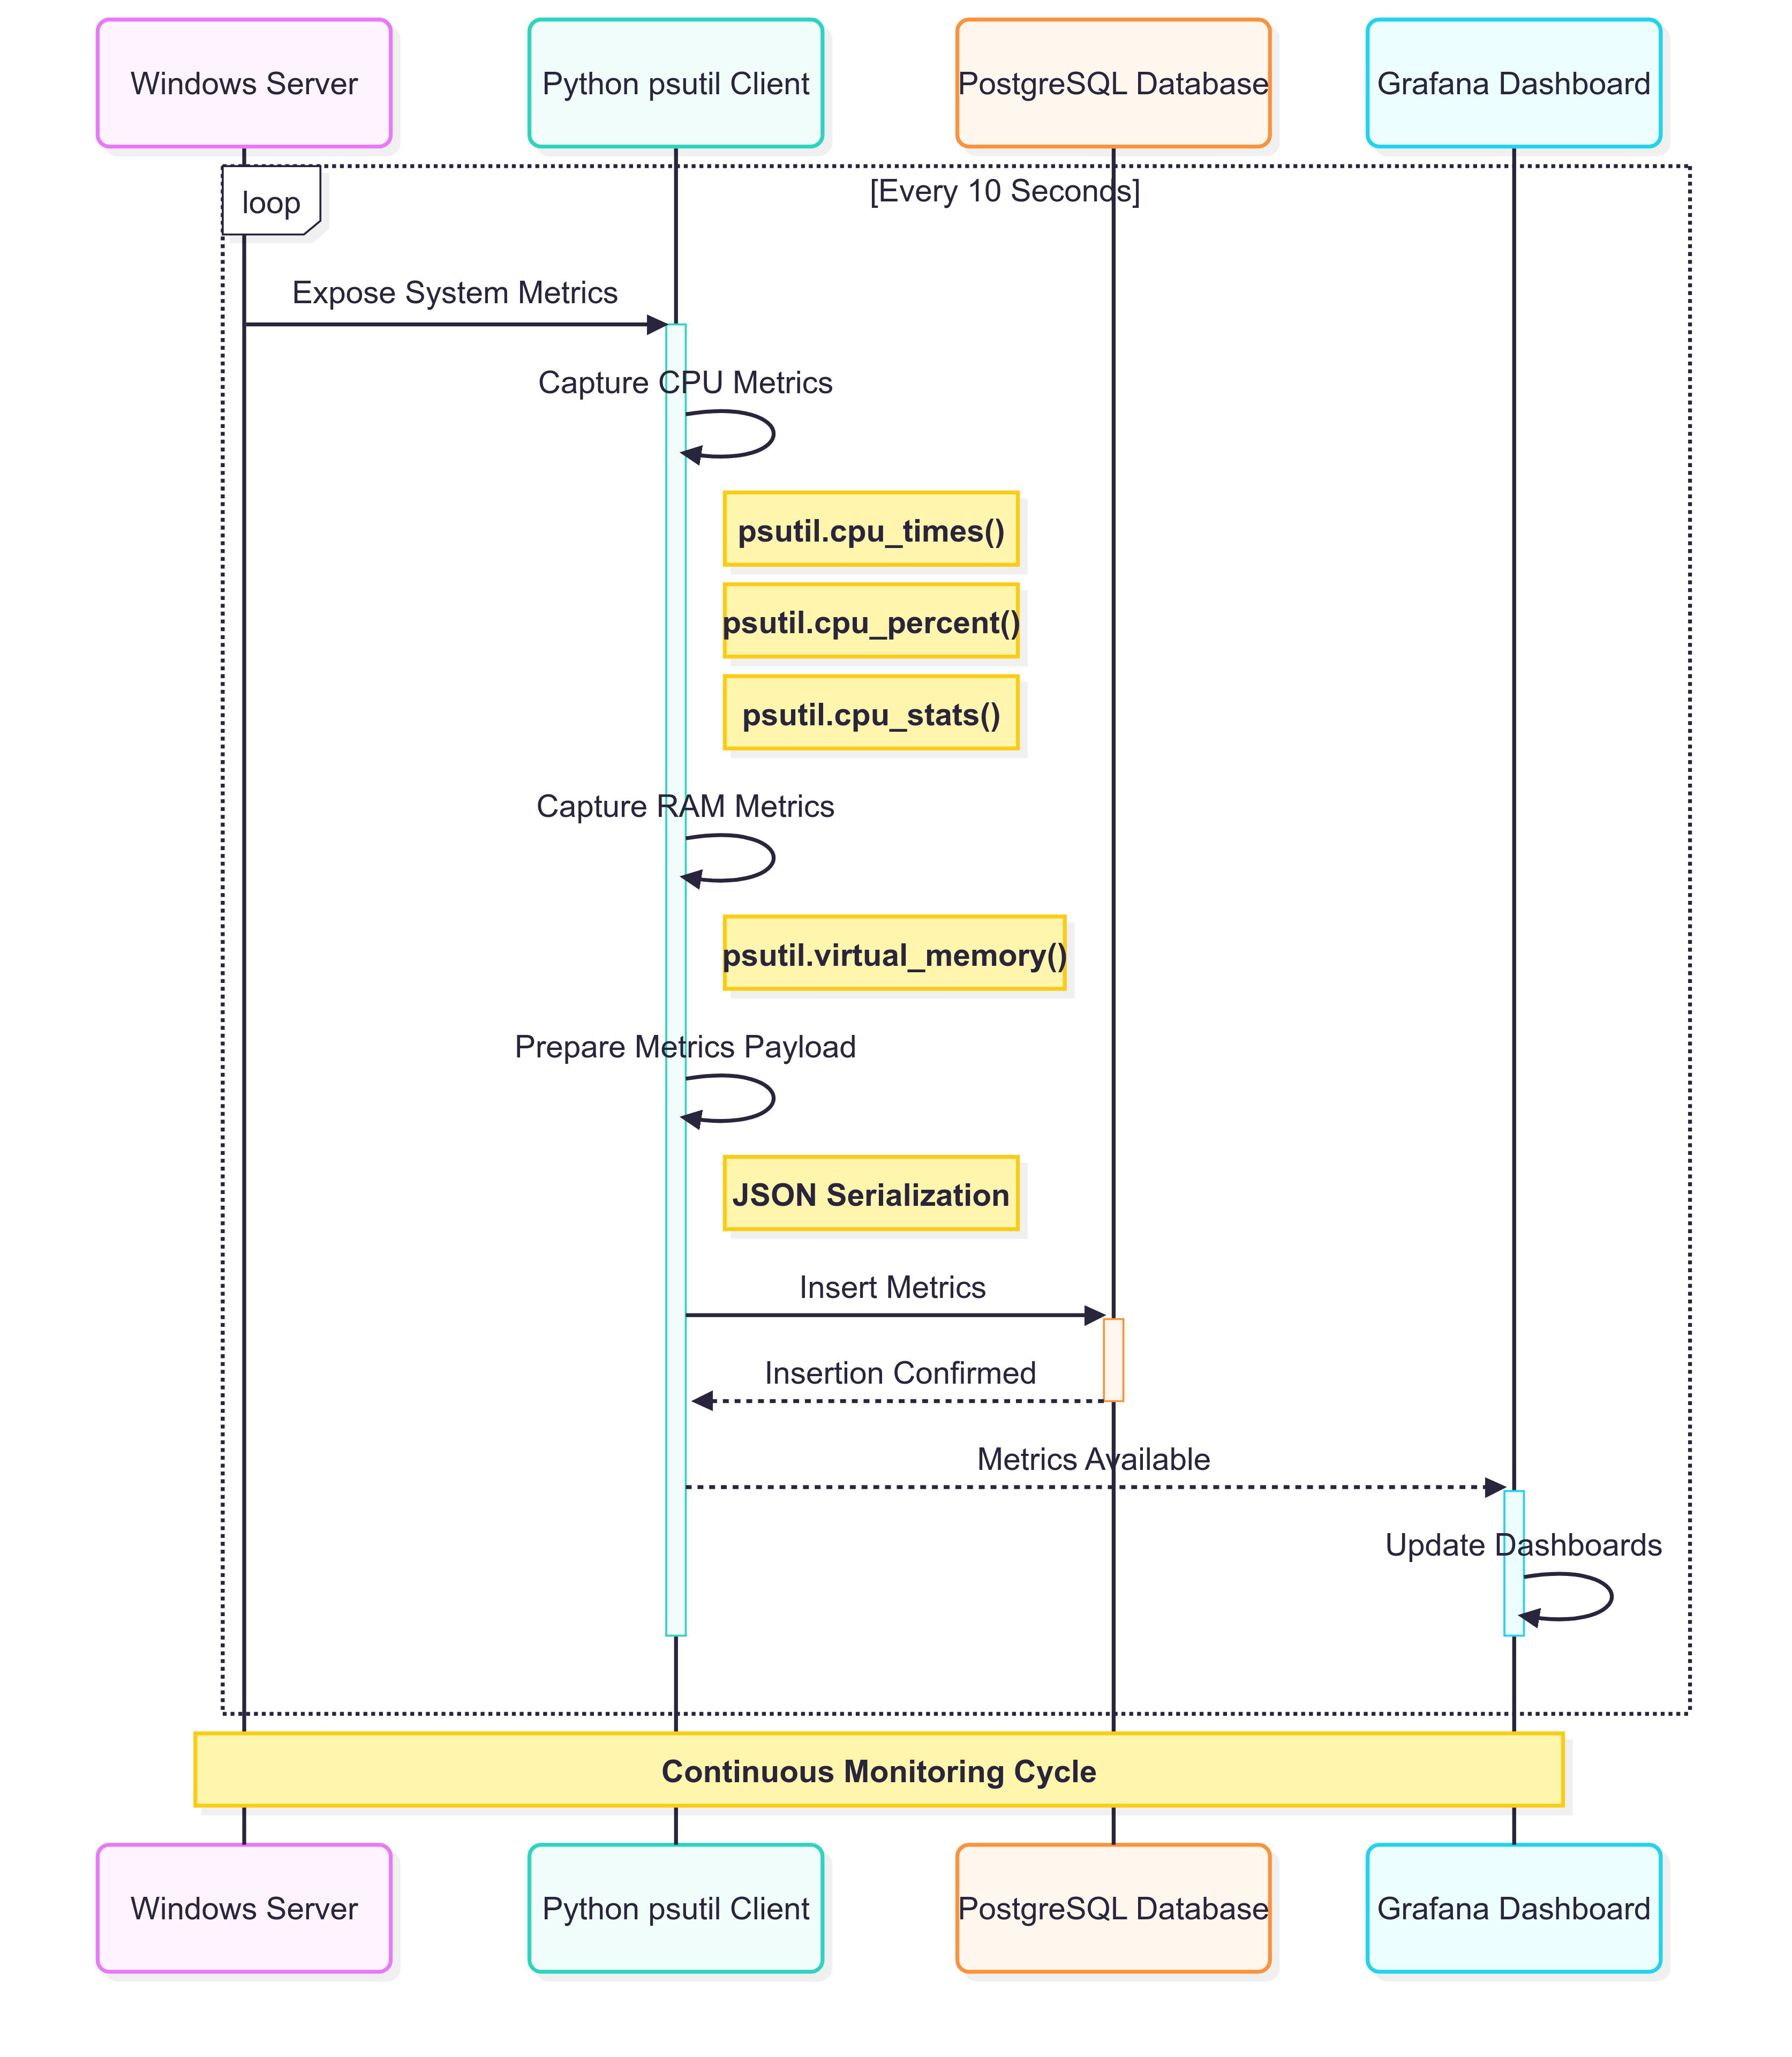 Windows Server
Python psutil Client
PostgreSQL Database
Grafana Dashboard
loop
[Every 10 Seconds]
Expose System Metrics
Capture CPU Metrics
psutil.cpu_times()
psutil.cpu_percent()
psutil.cpu_stats()
Capture RAM Metrics
psutil.virtual_memory()
Prepare Metrics Payload
JSON Serialization
Insert Metrics
Insertion Confirmed
Metrics Available
Update Dashboards
Continuous Monitoring Cycle
Windows Server
Python psutil Client
PostgreSQL Database
Grafana Dashboard